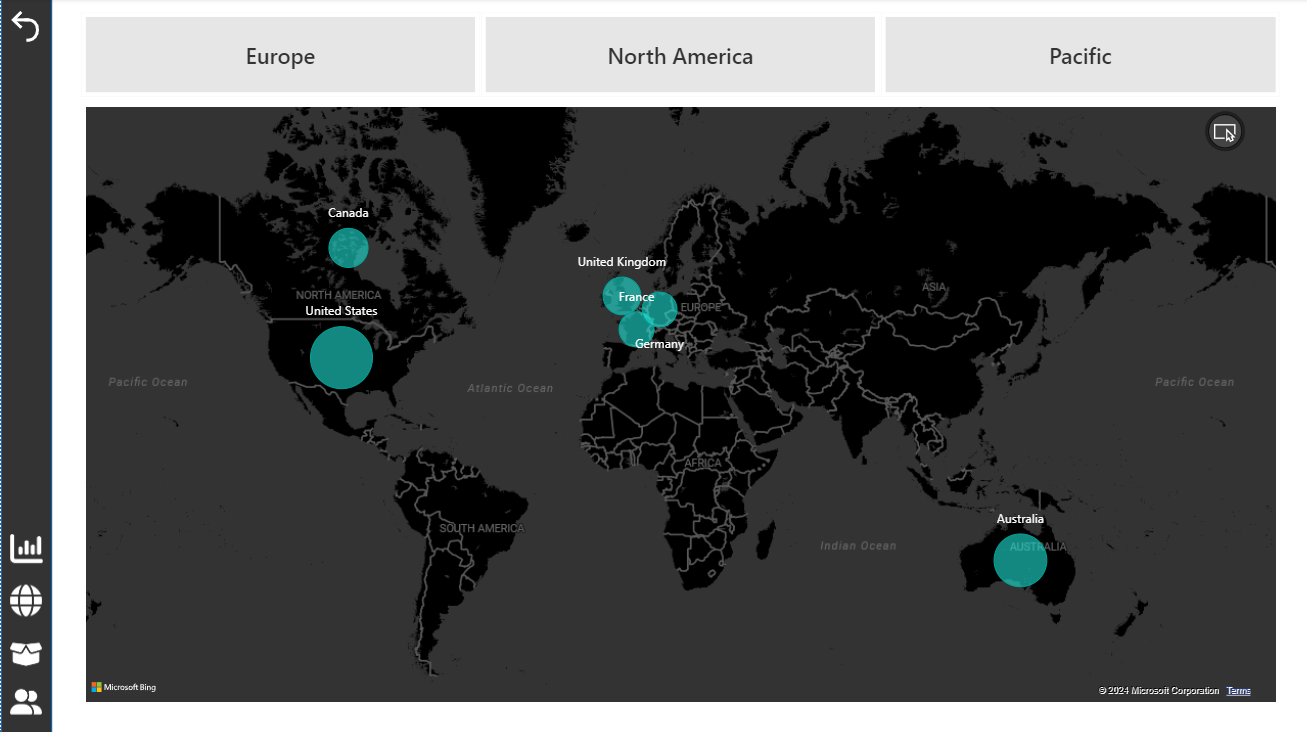 Europe
North America
Pacific
Canada
United Kingdom
NORTH AMERICA
ASIA
France
EUROPE
United States
Germany
Pacific Ocean
Atlantic Ocean
Pacific Ocean
AFRICA
SOUTH AMERICA
Australia
Indian Ocean
AUSTRALIA
Microsoft Bing
© 2024 Microsoft Corporation Terms